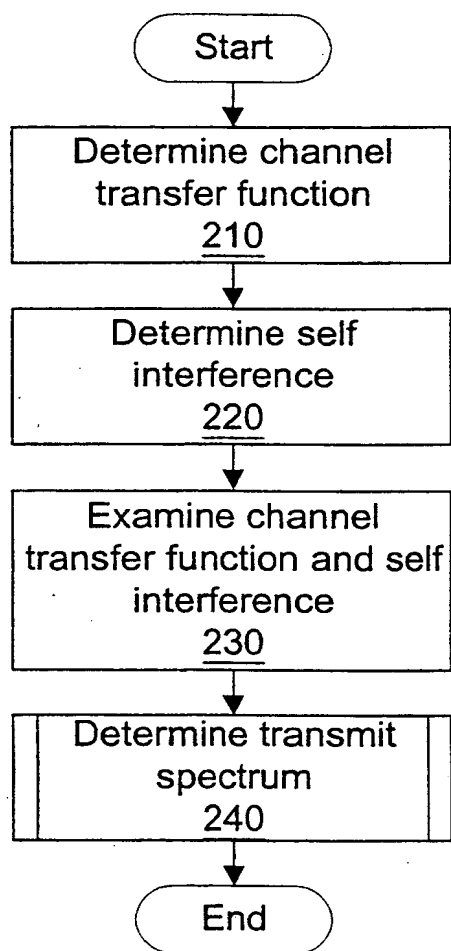 Start
Determine channel
transfer function
210
Determine self
interference
220
Examine channel
transfer function and self
interference
230
Determine transmit
spectrum
240
End